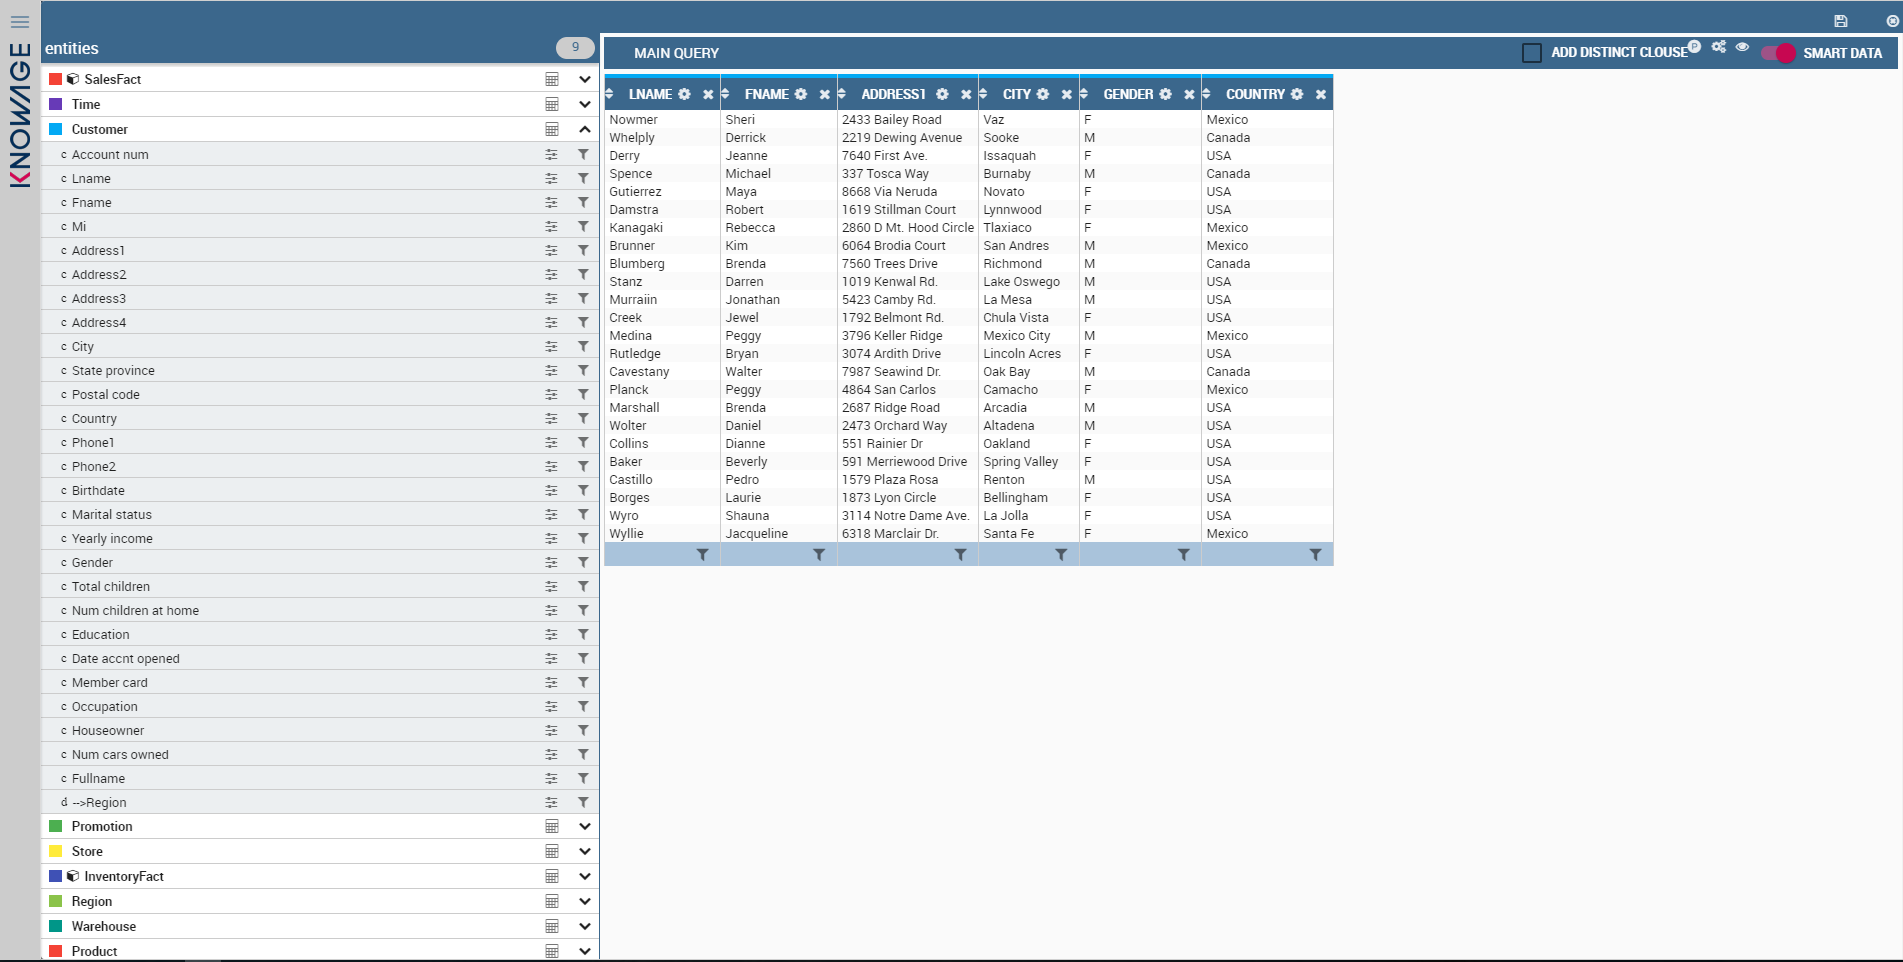 KNOWAGE
entities
9
SalesFact
Time
Customer
c Account num
c Lname
c Fname
c Mi
c Address1
c Address2
c Address3
c Address4
c City
c State province
c Postal code
c Country
c Phone1
c Phone2
c Birthdate
c Marital status
c Yearly income
c Gender
c Total children
c Num children at home
c Education
c Date accnt opened
c Member card
c Occupation
c Houseowner
c Num cars owned
c Fullname
d -->Region
Promotion
Store
InventoryFact
Region
Warehouse
Product
MAIN QUERY ADD DISTINCT CLOUSE P SMART DATA
LNAME FNAME ADDRESS1 CITY GENDER COUNTRY
Nowmer Sheri 2433 Bailey Road Vaz F Mexico
Whelply Derrick 2219 Dewing Avenue Sooke M Canada
Derry Jeanne 7640 First Ave. Issaquah F USA
Spence Michael 337 Tosca Way Burnaby M Canada
Gutierrez Maya 8668 Via Neruda Novato F USA
Damstra Robert 1619 Stillman Court Lynnwood F USA
Kanagaki Rebecca 2860 D Mt. Hood Circle Tlaxiaco F Mexico
Brunner Kim 6064 Brodia Court San Andres M Mexico
Blumberg Brenda 7560 Trees Drive Richmond M Canada
Stanz Darren 1019 Kenwal Rd. Lake Oswego M USA
Murraiin Jonathan 5423 Camby Rd. La Mesa M USA
Creek Jewel 1792 Belmont Rd. Chula Vista F USA
Medina Peggy 3796 Keller Ridge Mexico City M Mexico
Rutledge Bryan 3074 Ardith Drive Lincoln Acres F USA
Cavestany Walter 7987 Seawind Dr. Oak Bay M Canada
Planck Peggy 4864 San Carlos Camacho F Mexico
Marshall Brenda 2687 Ridge Road Arcadia M USA
Wolter Daniel 2473 Orchard Way Altadena M USA
Collins Dianne 551 Rainier Dr Oakland F USA
Baker Beverly 591 Merriewood Drive Spring Valley F USA
Castillo Pedro 1579 Plaza Rosa Renton M USA
Borges Laurie 1873 Lyon Circle Bellingham F USA
Wyro Shauna 3114 Notre Dame Ave. La Jolla F USA
Wyllie Jacqueline 6318 Marclair Dr. Santa Fe F Mexico